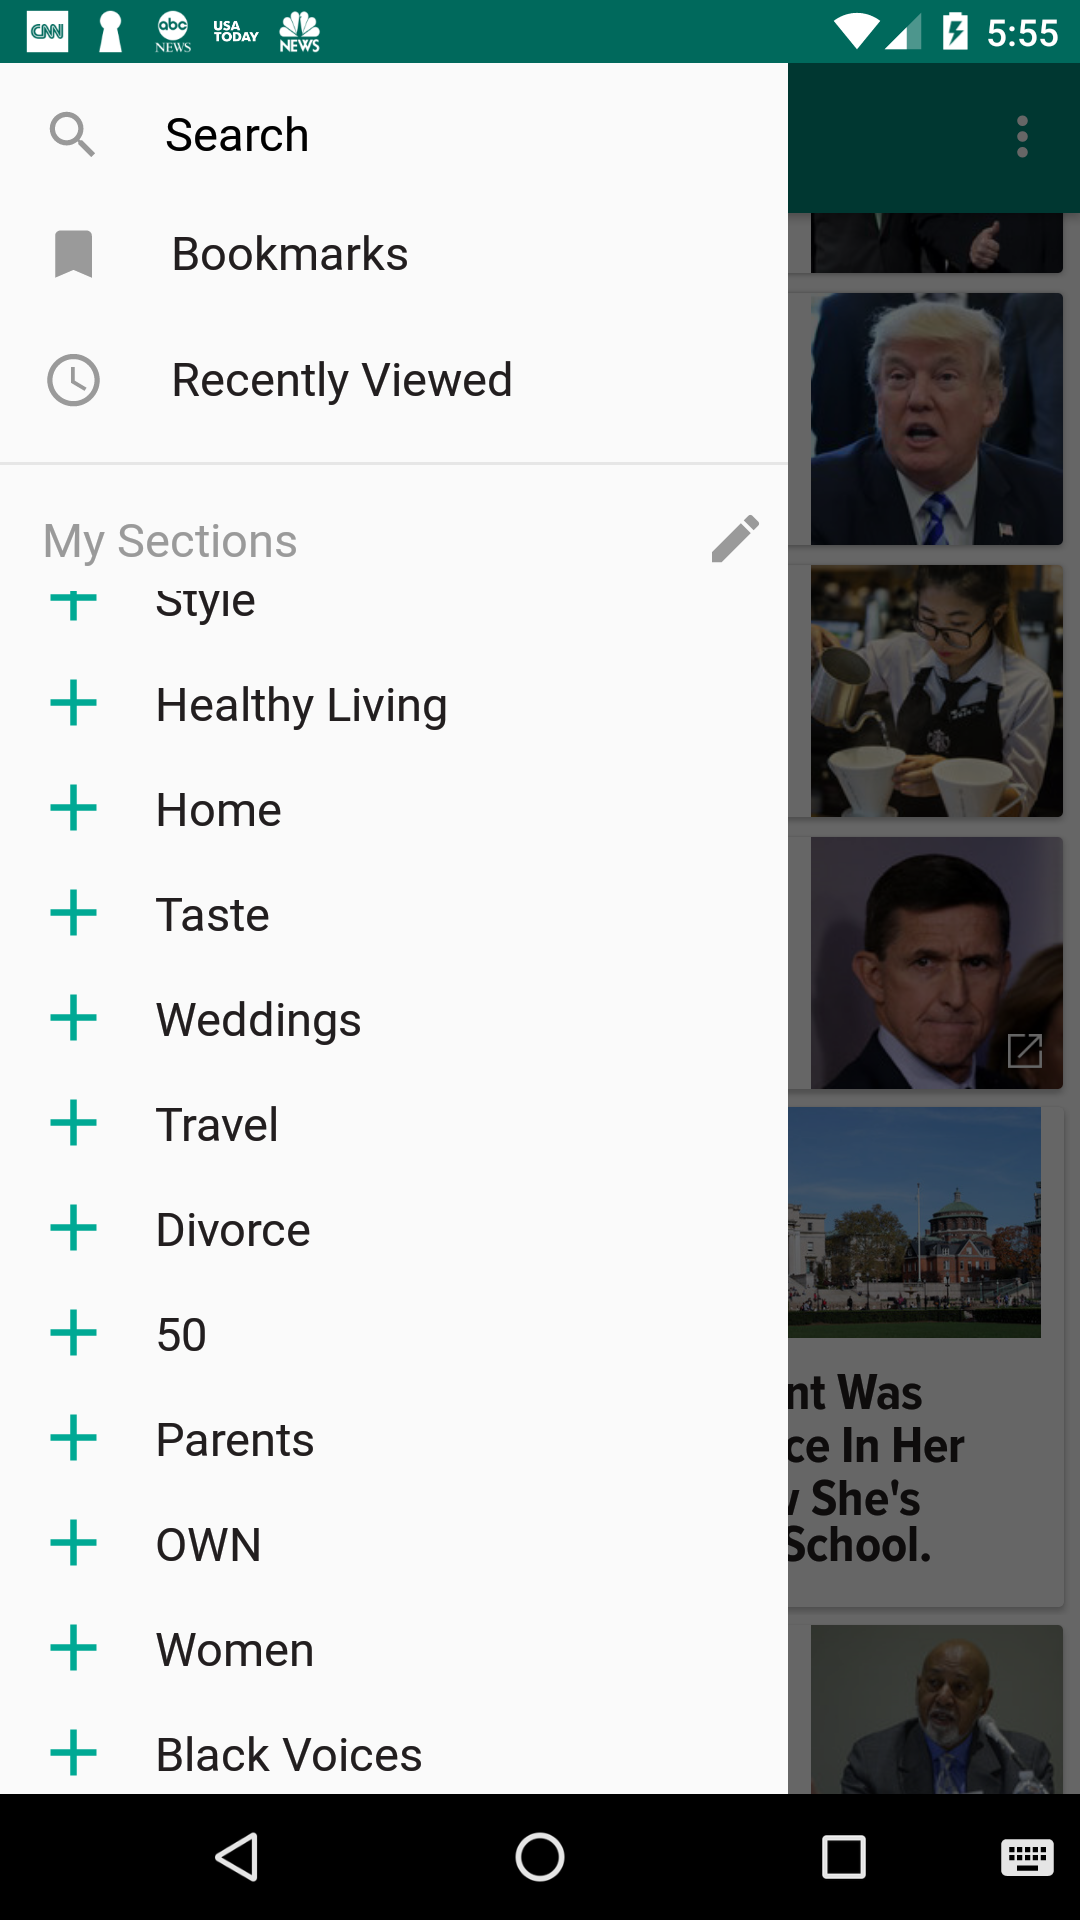 CNN abc NEWS USA TODAY NEWS 5:55
Search
Bookmarks
Recently Viewed
My Sections
Style
Healthy Living
Home
Taste
Weddings
Travel
Divorce
50
Parents
OWN
Women
Black Voices
nt Was
ce In Her
She's
School.